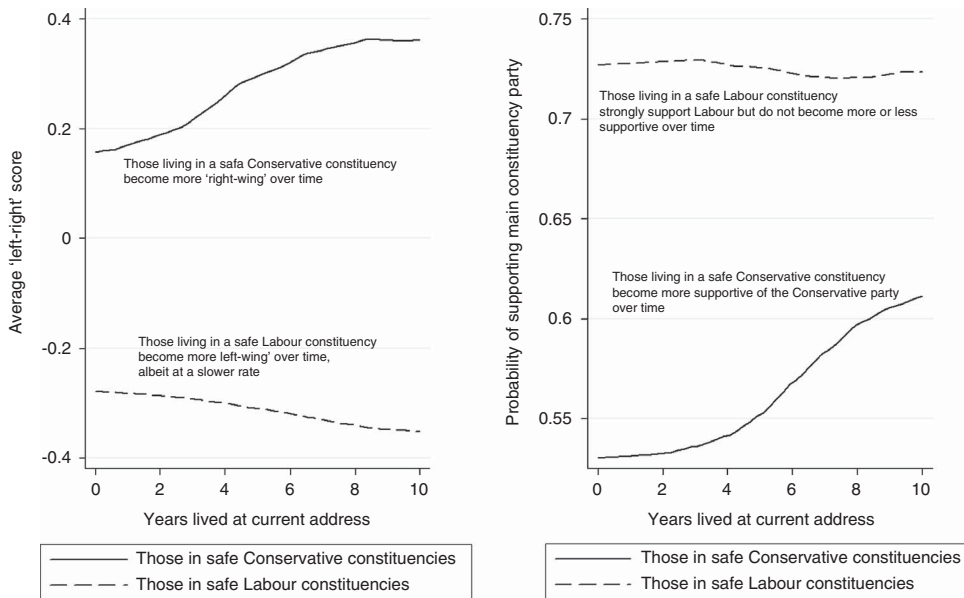 0.4
0.2
0
-0.2
-0.4
Average ‘left-right’ score
Those living in a safa Conservative constituency
become more ‘right-wing’ over time
Those living in a safe Labour constituency
become more left-wing’ over time,
albeit at a slower rate
0 2 4 6 8 10
Years lived at current address
Those in safe Conservative constituencies
Those in safe Labour constituencies
0.75
0.7
0.65
0.6
0.55
Probability of supporting main constituency party
Those living in a safe Labour constituency
strongly support Labour but do not become more or less
supportive over time
Those living in a safe Conservative constituency
become more supportive of the Conservative party
over time
0 2 4 6 8 10
Years lived at current address
Those in safe Conservative constituencies
Those in safe Labour constituencies